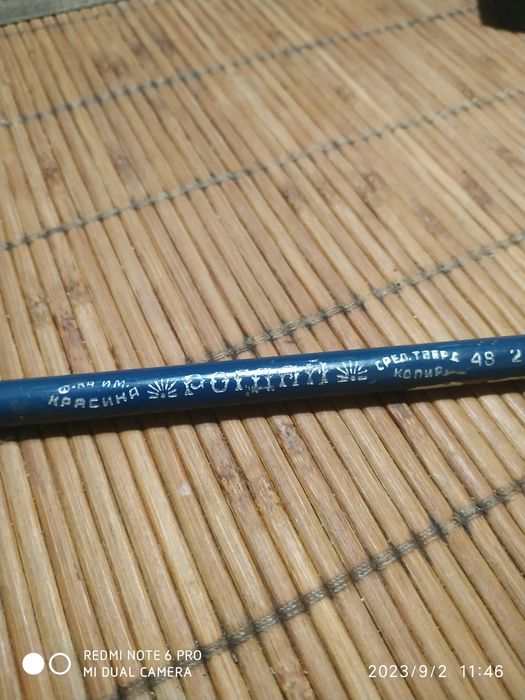 Ф-КА ИМ.
КРАСИНА
СРЕД. ТВЕРД
КОПИР
48 2
REDMI NOTE 6 PRO
MI DUAL CAMERA
2023/9/2 11:46